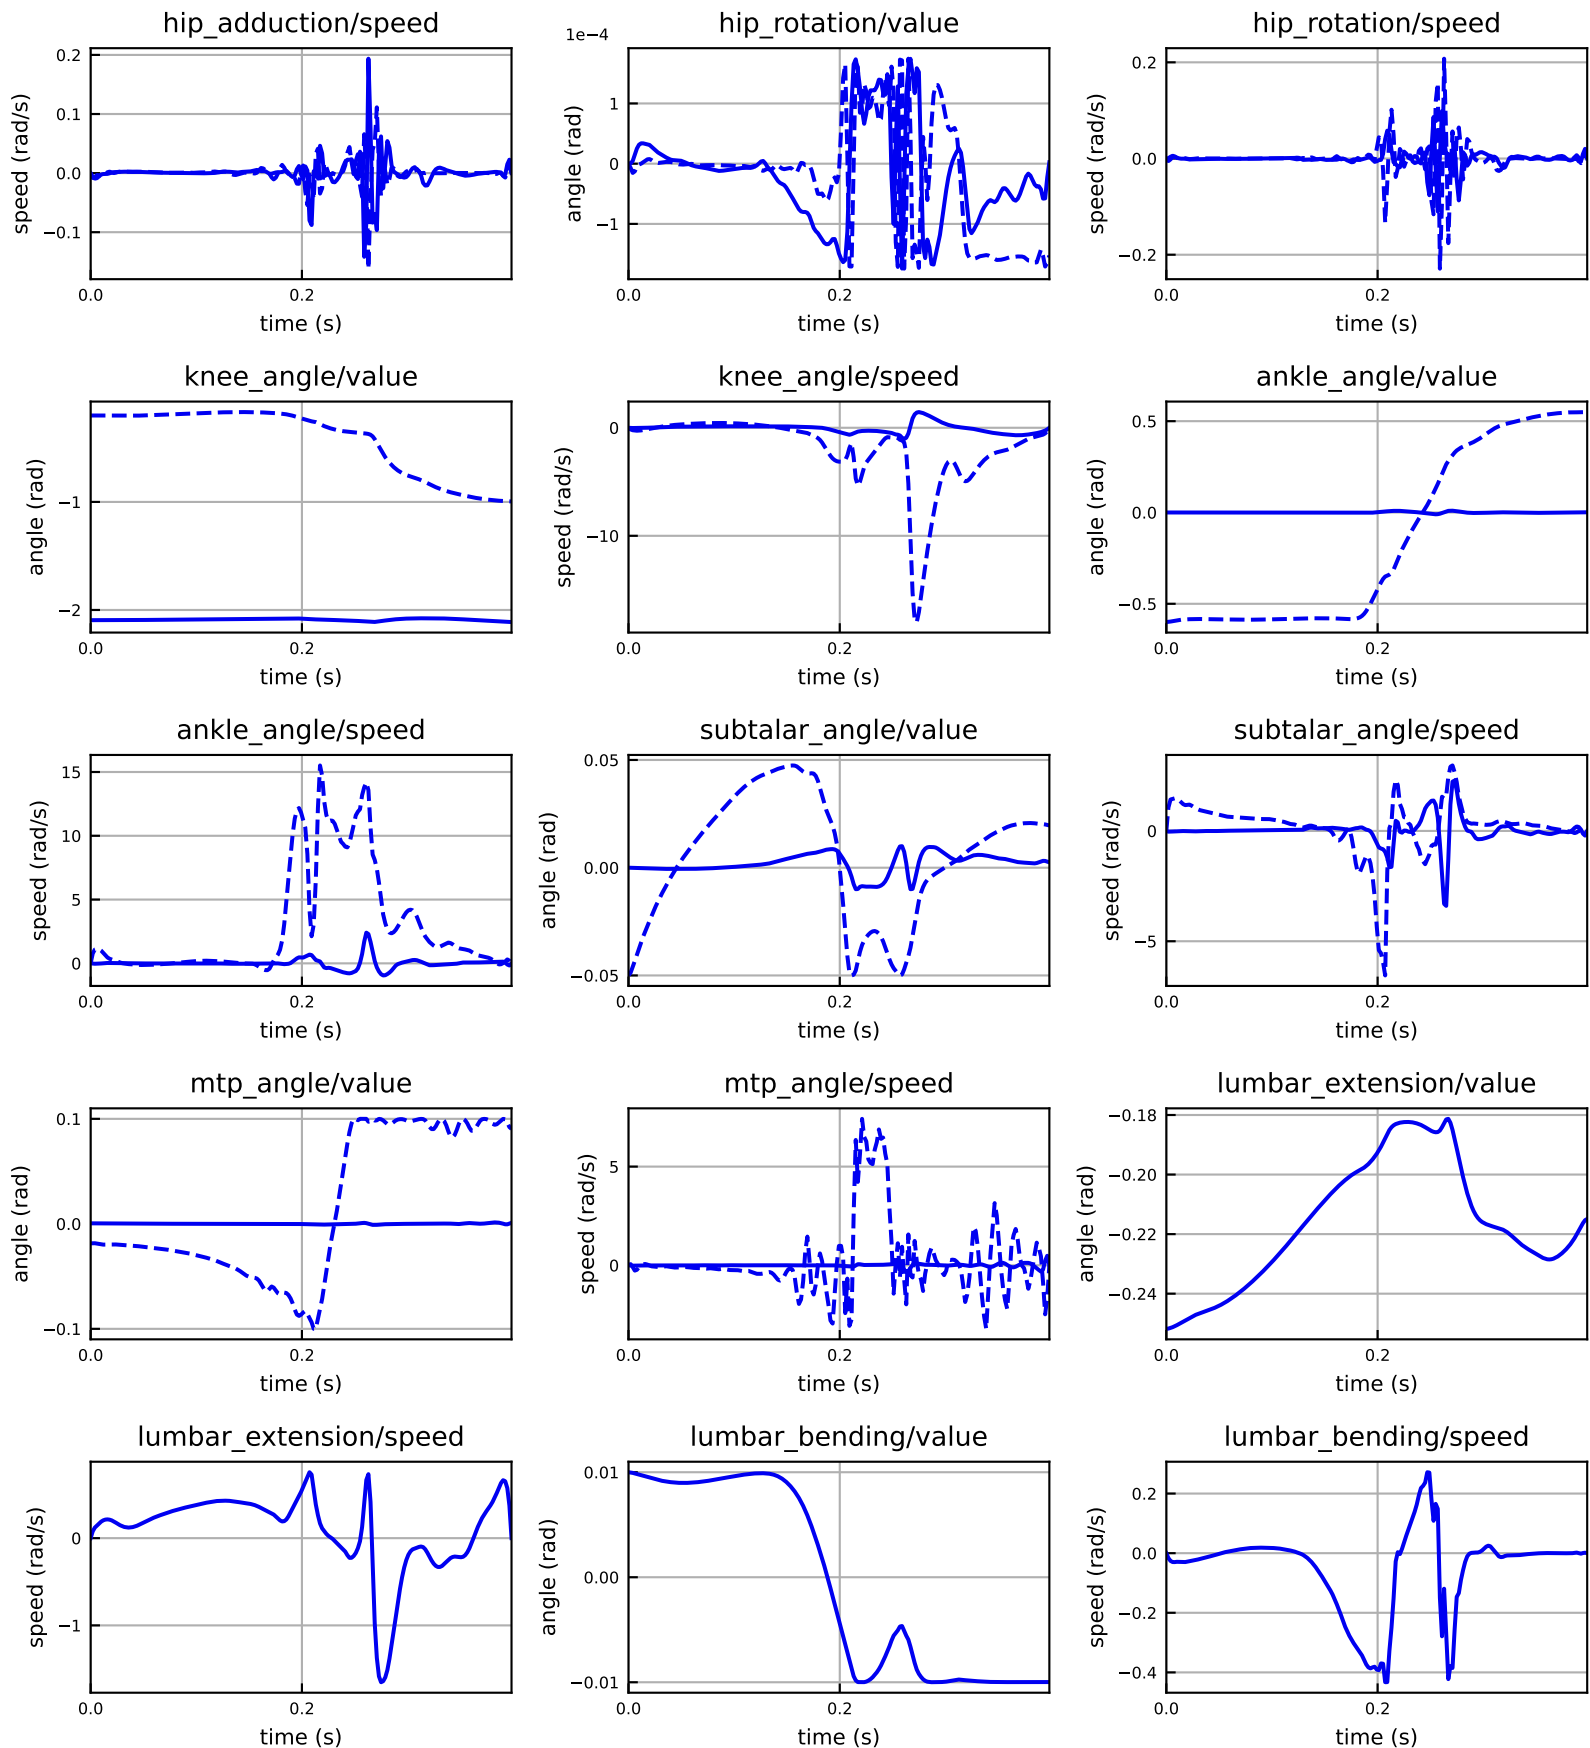 hip_adduction/speed
speed (rad/s)
0.2
0.1
0.0
−0.1
0.0
0.2
time (s)
hip_rotation/value
1e−4
angle (rad)
1
0
−1
0.0
0.2
time (s)
hip_rotation/speed
speed (rad/s)
0.2
0.0
−0.2
0.0
0.2
time (s)
knee_angle/value
angle (rad)
−1
−2
0.0
0.2
time (s)
knee_angle/speed
speed (rad/s)
0
−10
0.0
0.2
time (s)
ankle_angle/value
angle (rad)
0.5
0.0
−0.5
0.0
0.2
time (s)
ankle_angle/speed
speed (rad/s)
15
10
5
0
0.0
0.2
time (s)
subtalar_angle/value
angle (rad)
0.05
0.00
−0.05
0.0
0.2
time (s)
subtalar_angle/speed
speed (rad/s)
0
−5
0.0
0.2
time (s)
mtp_angle/value
angle (rad)
0.1
0.0
−0.1
0.0
0.2
time (s)
mtp_angle/speed
speed (rad/s)
5
0
0.0
0.2
time (s)
lumbar_extension/value
angle (rad)
−0.18
−0.20
−0.22
−0.24
0.0
0.2
time (s)
lumbar_extension/speed
speed (rad/s)
0
−1
0.0
0.2
time (s)
lumbar_bending/value
angle (rad)
0.01
0.00
−0.01
0.0
0.2
time (s)
lumbar_bending/speed
speed (rad/s)
0.2
0.0
−0.2
−0.4
0.0
0.2
time (s)